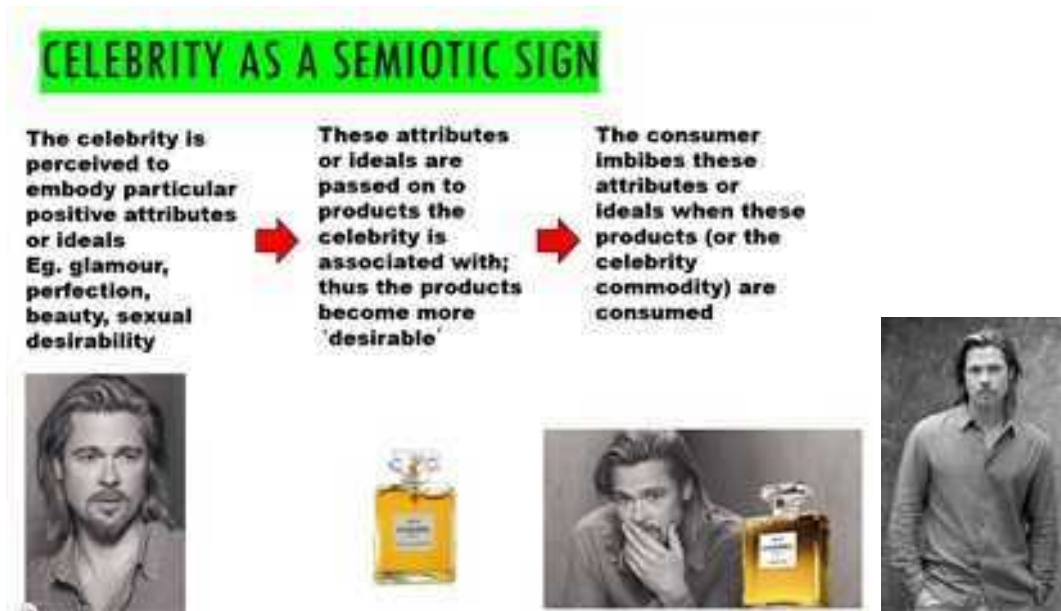 CELEBRITY AS A SEMIOTIC SIGN
The celebrity is
perceived to
embody particular
positive attributes
or ideals
Eg. glamour,
perfection,
beauty, sexual
desirability
These attributes
or ideals are
passed on to
products the
celebrity is
associated with;
thus the products
become more
'desirable'
The consumer
imbibes these
attributes or
ideals when these
products (or the
celebrity
commodity) are
consumed
CHANEL
CHANEL